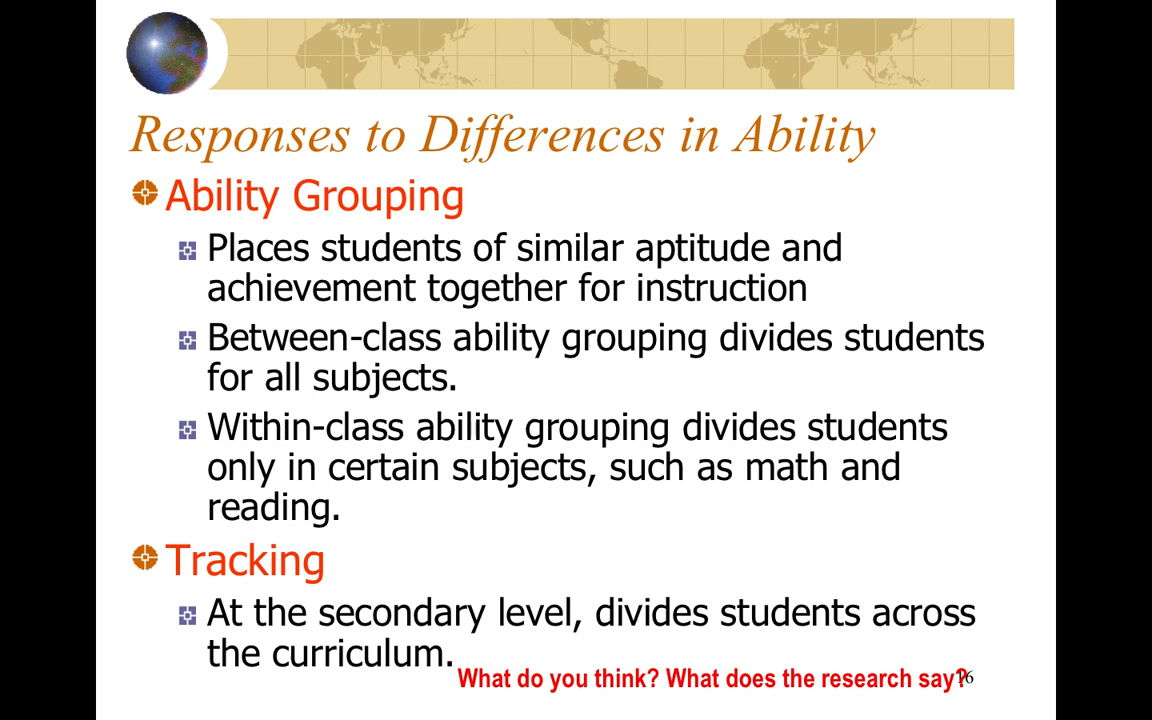 Responses to Differences in Ability
Ability Grouping
Places students of similar aptitude and
achievement together for instruction
Between-class ability grouping divides students
for all subjects.
Within-class ability grouping divides students
only in certain subjects, such as math and
reading.
Tracking
At the secondary level, divides students across
the curriculum.
What do you think? What does the research say?
16